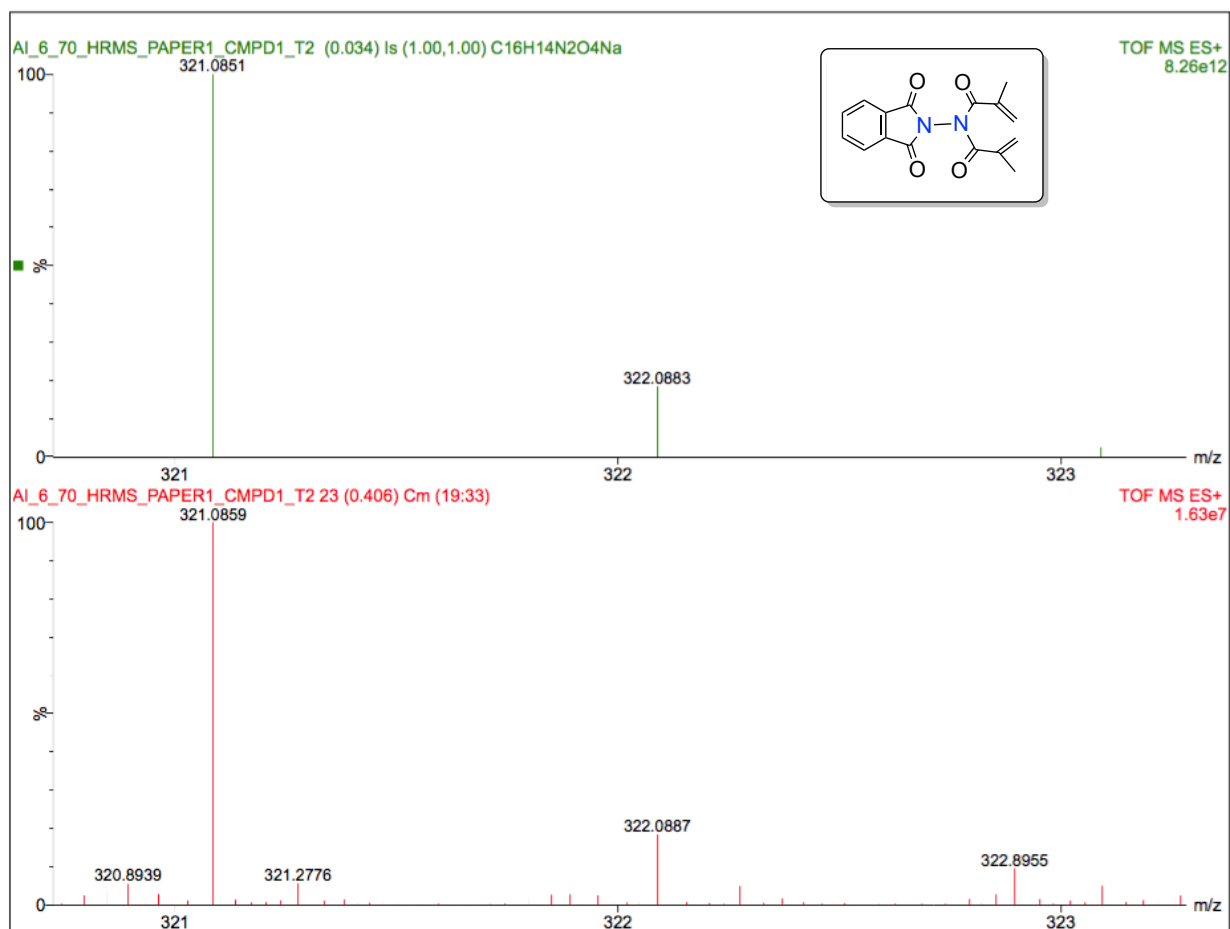 AI_6_70_HRMS_PAPER1_CMPD1_T2 (0.034) Is (1.00,1.00) C16H14N2O4Na
TOF MS ES+
8.26e12
321.0851
100
O
O
N
N
O
O
%
322.0883
0
m/z
321
322
323
AI_6_70_HRMS_PAPER1_CMPD1_T2 23 (0.406) Cm (19:33)
TOF MS ES+
1.63e7
321.0859
100
%
322.0887
322.8955
320.8939
321.2776
0
m/z
321
322
323